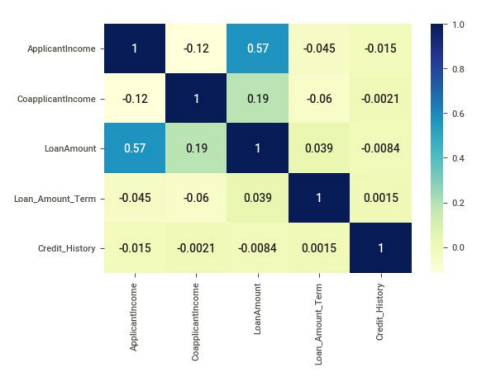 1.0
ApplicantIncome 1 -0.12 0.57 -0.045 -0.015
0.8
CoapplicantIncome -0.12 1 0.19 -0.06 -0.0021
0.6
LoanAmount 0.57 0.19 1 0.039 -0.0084
0.4
Loan_Amount_Term -0.045 -0.06 0.039 1 0.0015
0.2
Credit_History -0.015 -0.0021 -0.0084 0.0015 1
0.0
ApplicantIncome
CoapplicantIncome
LoanAmount
Loan_Amount_Term
Credit_History